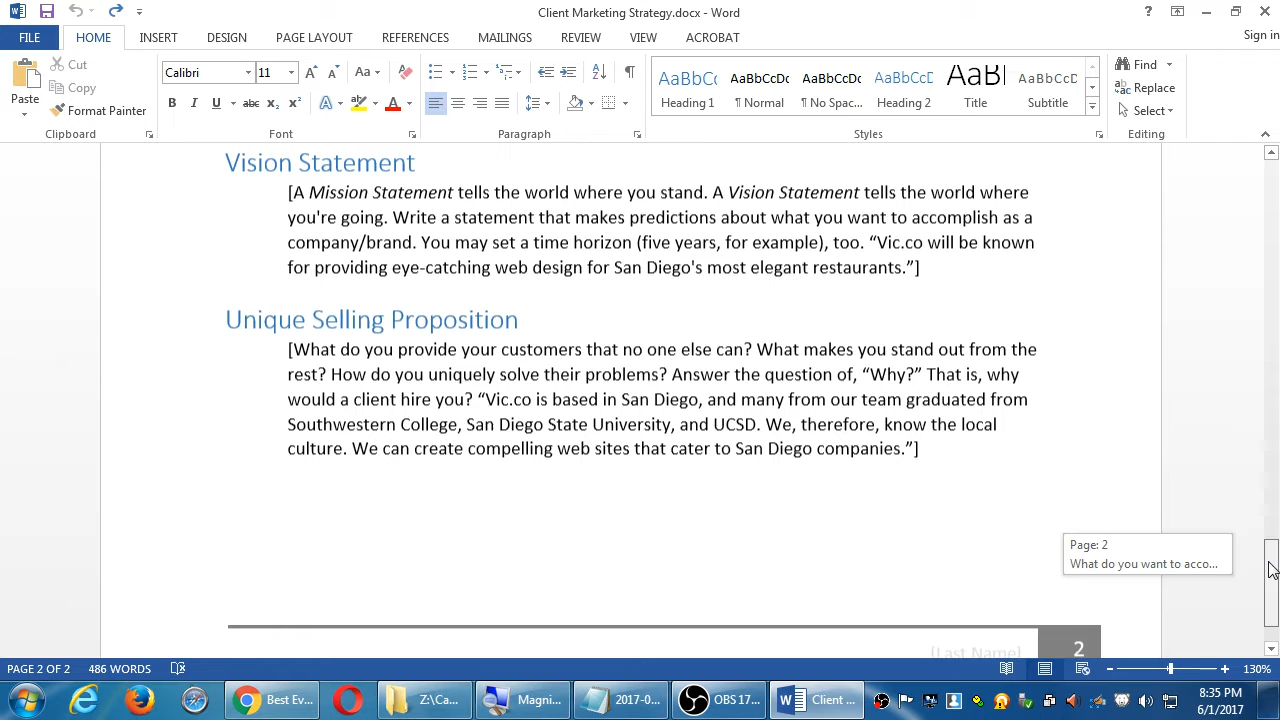 Client Marketing Strategy.docx - Word
?
FILE
HOME
INSERT
DESIGN
PAGE LAYOUT
REFERENCES
MAILINGS
REVIEW
VIEW
ACROBAT
Sign in
Paste
Cut
Copy
Format Painter
Clipboard
Calibri
11
Aa
B I U abc x₂ x²
A
A
Font
Paragraph
AaBbCc
Heading 1
AaBbCcDc
¶ Normal
AaBbCcDc
¶ No Spac...
AaBbCcD
Heading 2
AaB
Title
AaBbCcD
Subtitle
Styles
Find
Replace
Select
Editing
Vision Statement
[A Mission Statement tells the world where you stand. A Vision Statement tells the world where
you're going. Write a statement that makes predictions about what you want to accomplish as a
company/brand. You may set a time horizon (five years, for example), too. “Vic.co will be known
for providing eye-catching web design for San Diego's most elegant restaurants.”]
Unique Selling Proposition
[What do you provide your customers that no one else can? What makes you stand out from the
rest? How do you uniquely solve their problems? Answer the question of, “Why?” That is, why
would a client hire you? “Vic.co is based in San Diego, and many from our team graduated from
Southwestern College, San Diego State University, and UCSD. We, therefore, know the local
culture. We can create compelling web sites that cater to San Diego companies.”]
Page: 2
What do you want to acco...
[Last Name]
2
PAGE 2 OF 2
486 WORDS
130%
Best Ev...
Z:\Ca...
Magni...
2017-0...
OBS 17...
Client ...
8:35 PM
6/1/2017